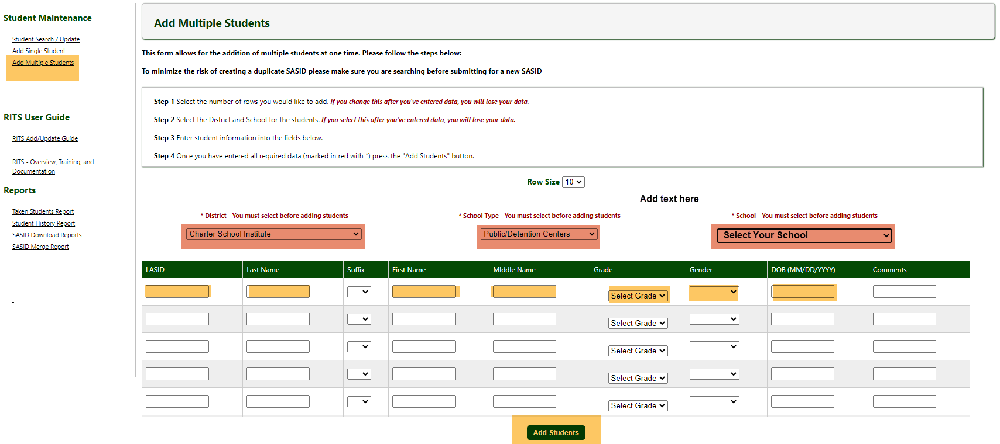 Student Maintenance
Student Search / Update
Add Single Student
Add Multiple Students
RITS User Guide
RITS Add/Update Guide
RITS - Overview, Training, and
Documentation
Reports
Taken Students Report
Student History Report
SASID Download Reports
SASID Merge Report
Add Multiple Students
This form allows for the addition of multiple students at one time. Please follow the steps below:
To minimize the risk of creating a duplicate SASID please make sure you are searching before submitting for a new SASID
Step 1 Select the number of rows you would like to add. If you change this after you've entered data, you will lose your data.
Step 2 Select the District and School for the students. If you select this after you've entered data, you will lose your data.
Step 3 Enter student information into the fields below.
Step 4 Once you have entered all required data (marked in red with *) press the "Add Students" button.
Row Size 10
Add text here
* District - You must select before adding students * School Type - You must select before adding students * School - You must select before adding students
Charter School Institute Public/Detention Centers Select Your School
LASID Last Name Suffix First Name MIddle Name Grade Gender DOB (MM/DD/YYYY) Comments
Select Grade
Select Grade
Select Grade
Select Grade
Select Grade
Add Students